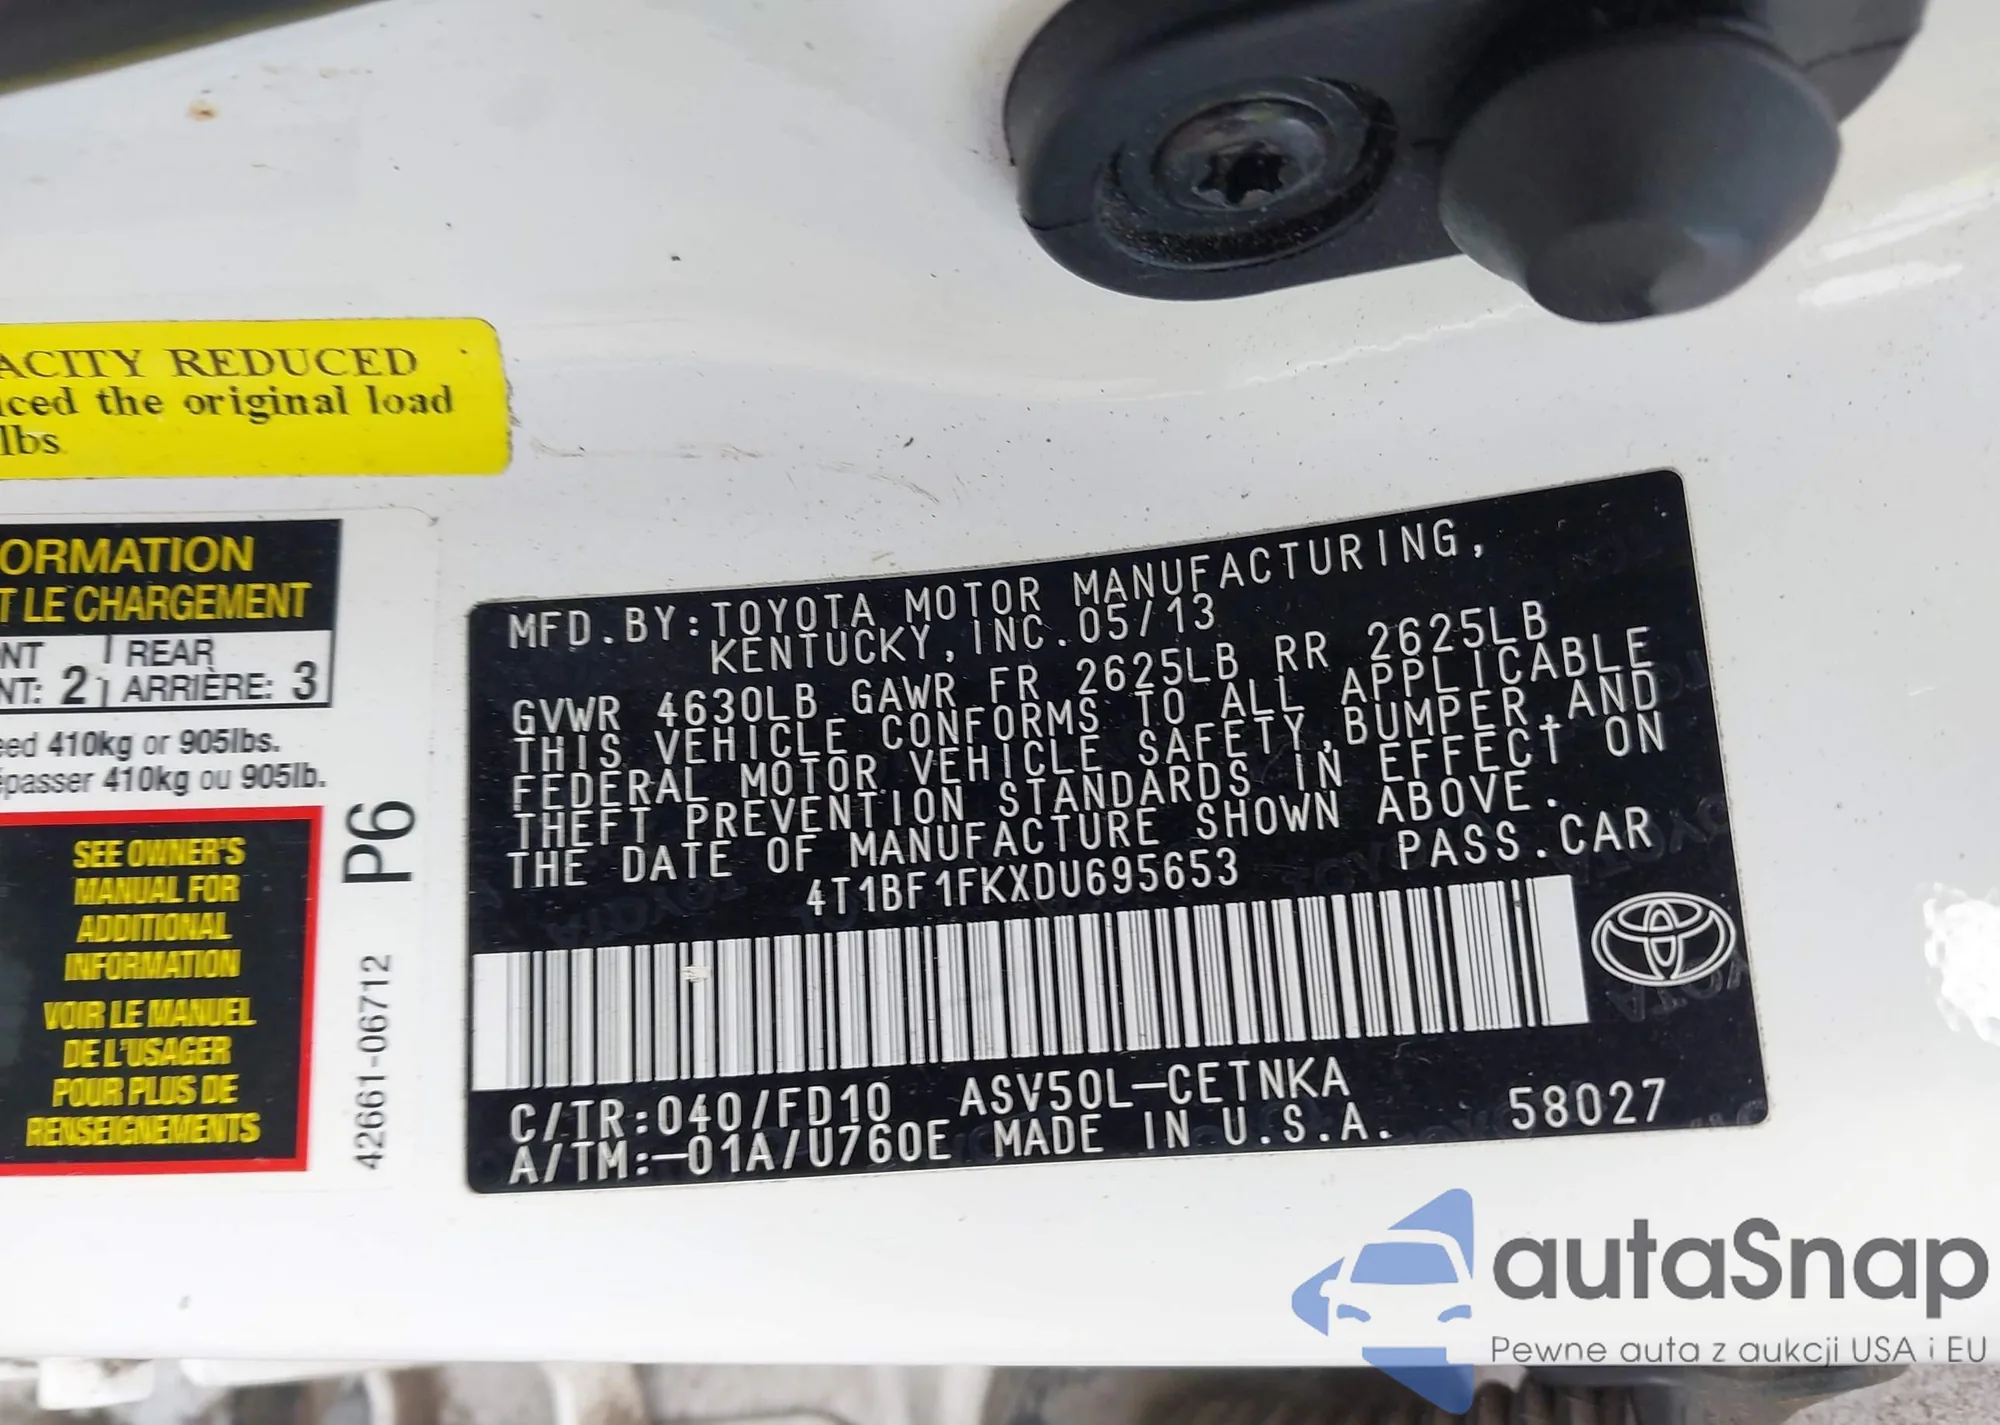 ACITY REDUCED
the original load
lbs
ORMATION
LE CHARGEMENT
REAR
2 ARRIÈRE: 3
410kg or 905lbs.
410kg ou 905lb.
SEE OWNER'S
MANUAL FOR
ADDITIONAL
INFORMATION
VOIR LE MANUEL
DE L'USAGER
POUR PLUS DE
RENSEIGNEMENTS
P6
42661-06712
MFD.BY:TOYOTA MOTOR MANUFACTURING,
KENTUCKY,INC.05/13
GVWR 4630LB GAWR FR 2625LB RR 2625LB
THIS VEHICLE CONFORMS TO ALL APPLICABLE
FEDERAL MOTOR VEHICLE SAFETY,BUMPER,AND
THEFT PREVENTION STANDARDS IN EFFECT ON
THE DATE OF MANUFACTURE SHOWN ABOVE.
4T1BF1FKXDU695653 PASS.CAR
C/TR:040/FD10 ASV50L-CETNKA
A/TM:-01A/U760E MADE IN U.S.A. 58027
autaSnap
Pewne auta z aukcji USA i EU